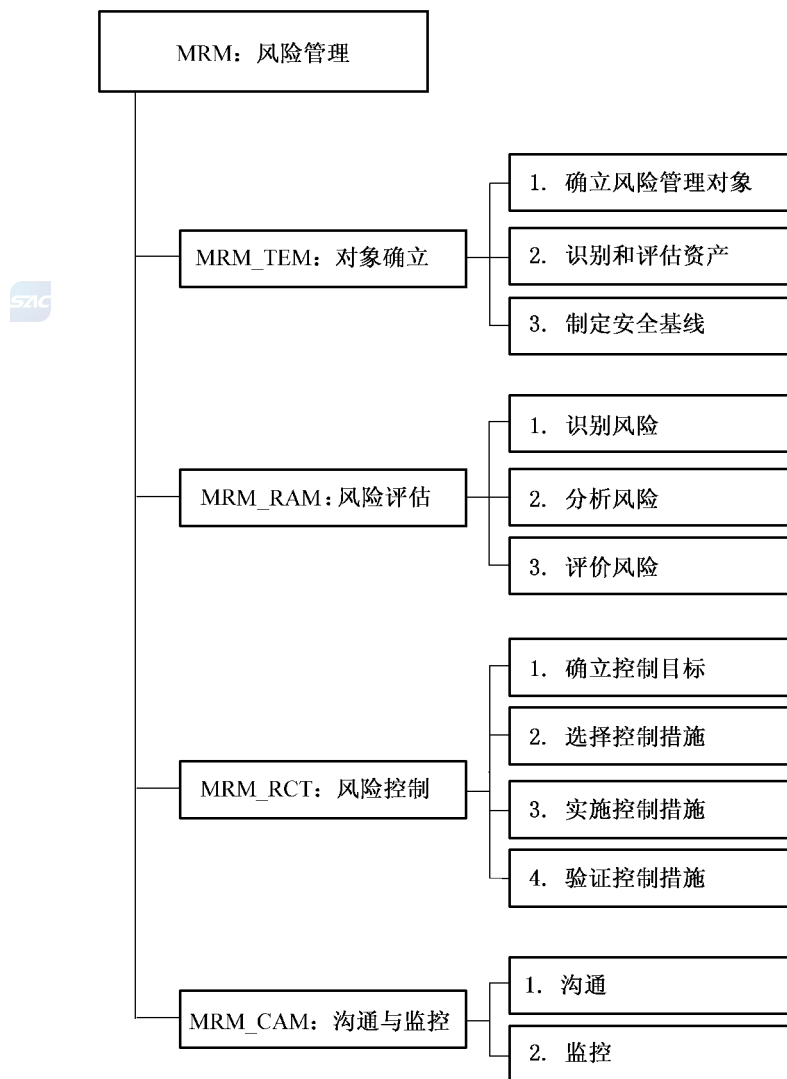 MRM：风险管理
MRM_TEM：对象确立
1. 确立风险管理对象
2. 识别和评估资产
3. 制定安全基线
SAC
MRM_RAM：风险评估
1. 识别风险
2. 分析风险
3. 评价风险
MRM_RCT：风险控制
1. 确立控制目标
2. 选择控制措施
3. 实施控制措施
4. 验证控制措施
MRM_CAM：沟通与监控
1. 沟通
2. 监控